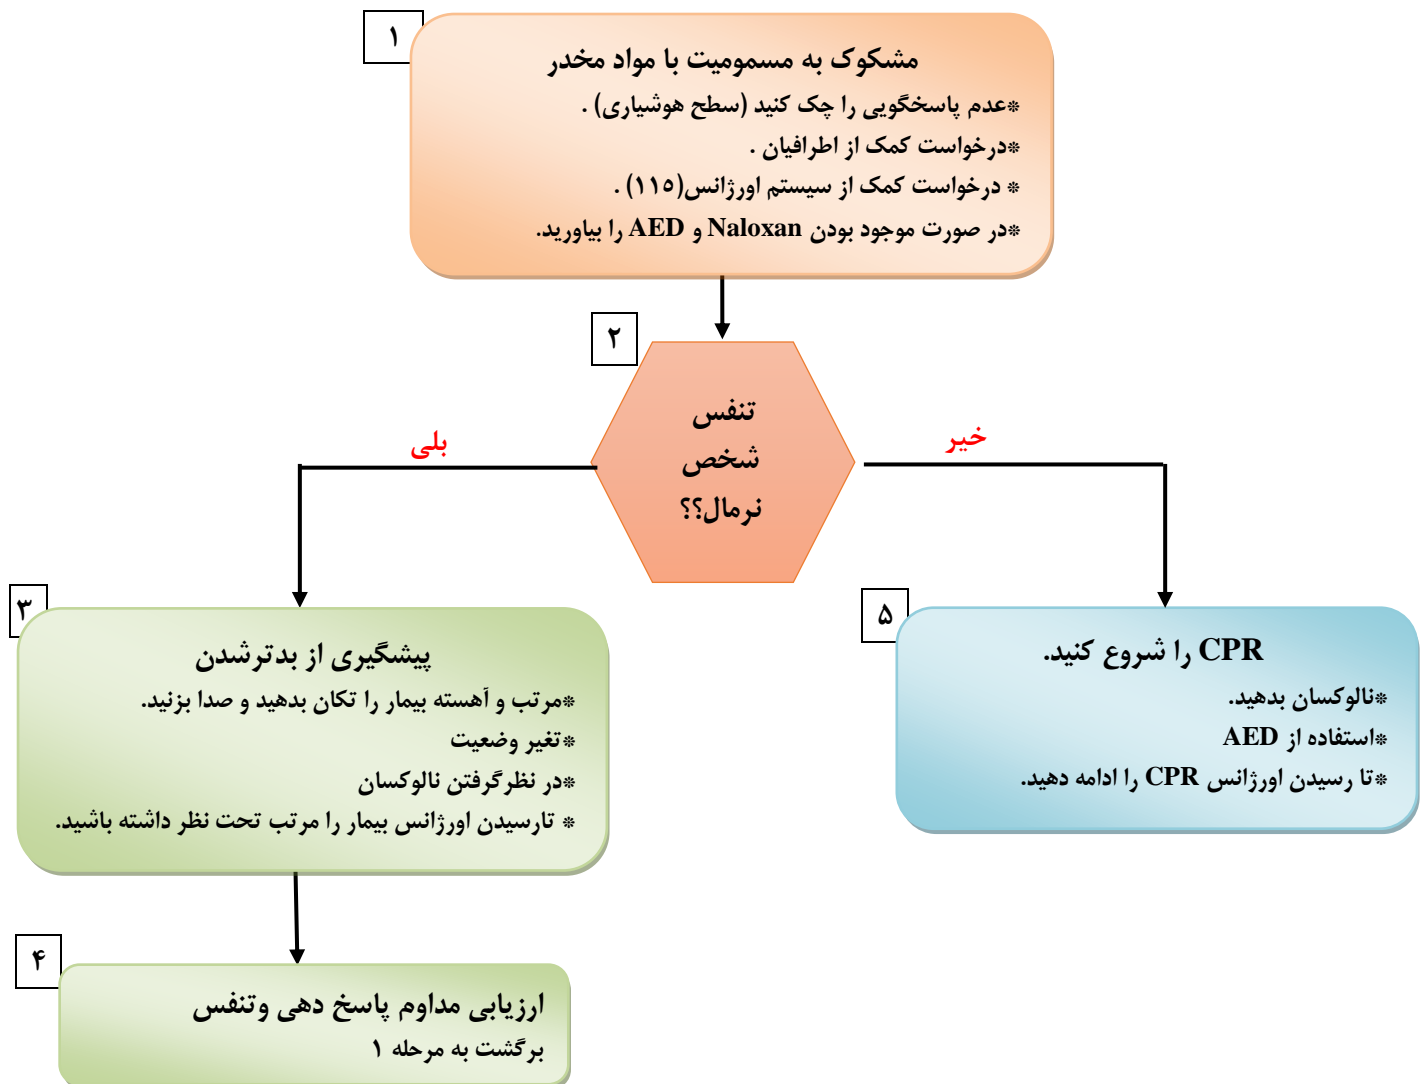 ۱
مشکوک به مسمومیت با مواد مخدر
*عدم پاسخگویی را چک کنید (سطح هوشیاری) .
*درخواست کمک از اطرافیان .
* درخواست کمک از سیستم اورژانس(۱۱۵) .
*در صورت موجود بودن Naloxan و AED را بیاورید.
۲
تنفس
شخص
نرمال؟؟
بلی
خیر
۳
پیشگیری از بدترشدن
*مرتب و آهسته بیمار را تکان بدهید و صدا بزنید.
*تغیر وضعیت
*در نظرگرفتن نالوکسان
* تارسیدن اورژانس بیمار را مرتب تحت نظر داشته باشید.
۴
ارزیابی مداوم پاسخ دهی وتنفس
برگشت به مرحله ۱
۵
CPR را شروع کنید.
*نالوکسان بدهید.
*استفاده از AED
*تا رسیدن اورژانس CPR را ادامه دهید.